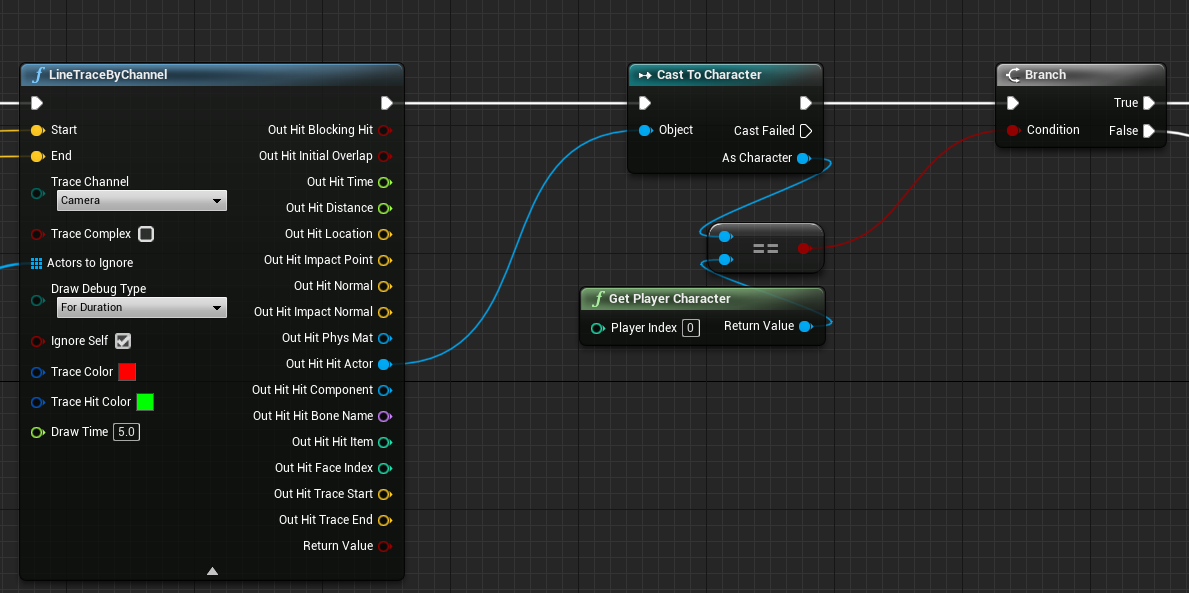 LineTraceByChannel
Start
End
Trace Channel
Camera
Trace Complex
Actors to Ignore
Draw Debug Type
For Duration
Ignore Self
Trace Color
Trace Hit Color
Draw Time 5.0
Out Hit Blocking Hit
Out Hit Initial Overlap
Out Hit Time
Out Hit Distance
Out Hit Location
Out Hit Impact Point
Out Hit Normal
Out Hit Impact Normal
Out Hit Phys Mat
Out Hit Hit Actor
Out Hit Hit Component
Out Hit Hit Bone Name
Out Hit Hit Item
Out Hit Face Index
Out Hit Trace Start
Out Hit Trace End
Return Value
Cast To Character
Object
Cast Failed
As Character
==
Get Player Character
Player Index 0
Return Value
Branch
True
Condition
False